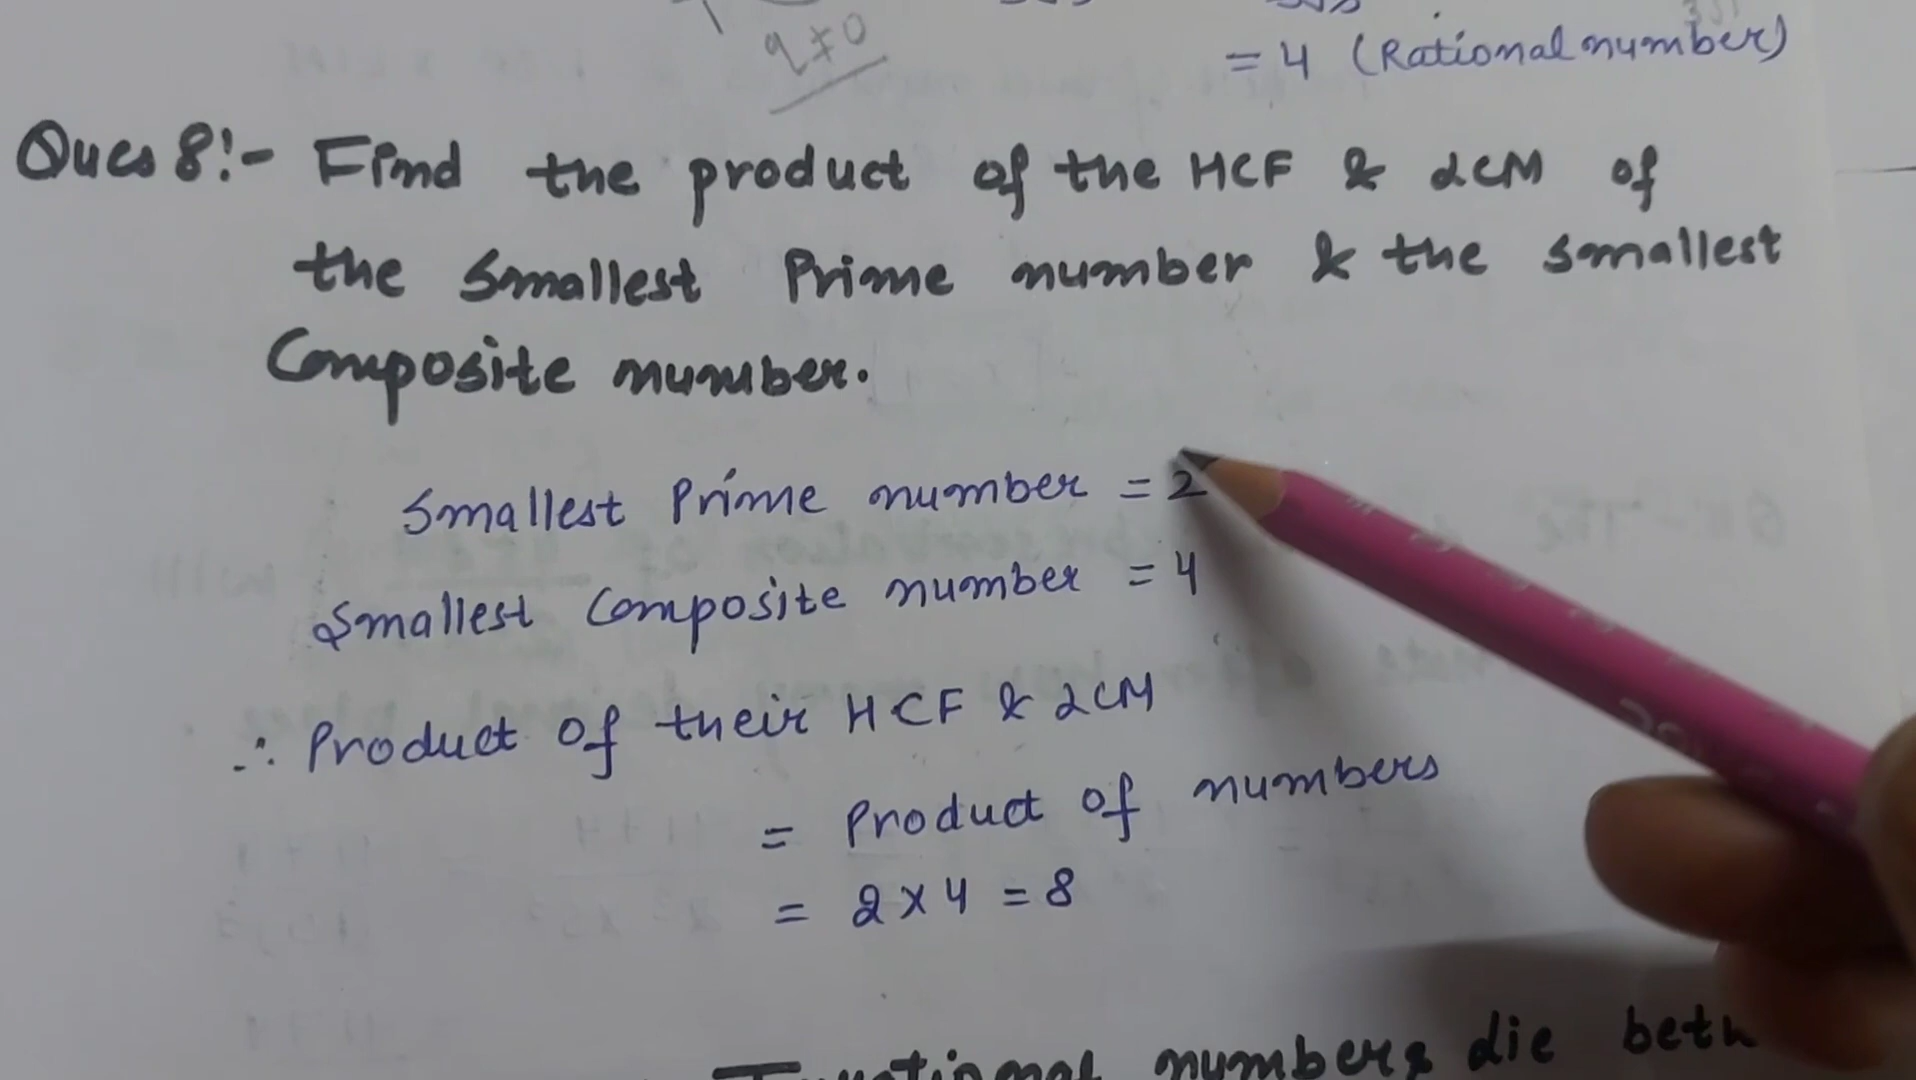 q ≠ 0
= 4 (Rational number)
Ques 8:- Find the product of the HCF & LCM of
the smallest Prime number & the smallest
Composite number.
Smallest Prime number = 2
Smallest Composite number = 4
∴ Product of their HCF & LCM
= Product of numbers
= 2 × 4 = 8
numbers lie